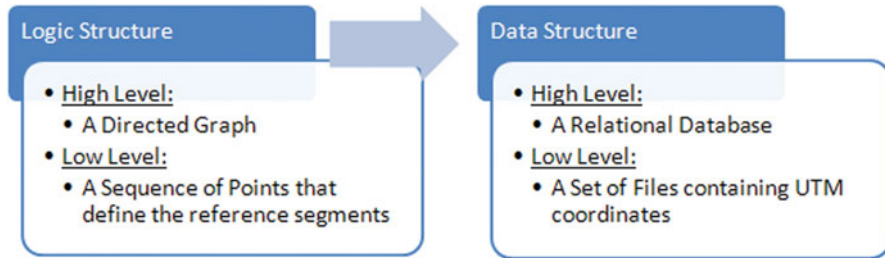 Logic Structure
• High Level:
• A Directed Graph
• Low Level:
• A Sequence of Points that
define the reference segments
Data Structure
• High Level:
• A Relational Database
• Low Level:
• A Set of Files containing UTM
coordinates